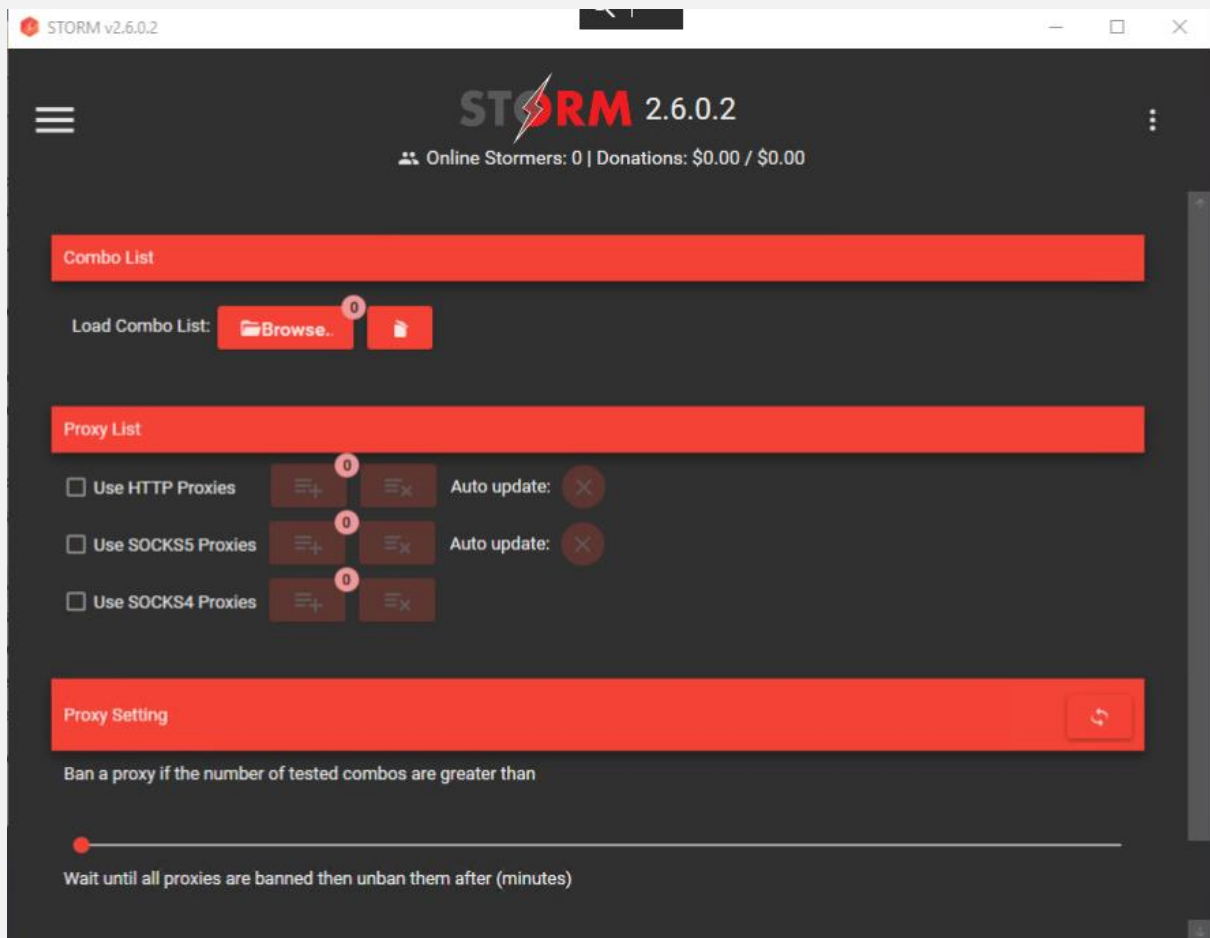 STORM v2.6.0.2
STORM 2.6.0.2
Online Stormers: 0 | Donations: $0.00 / $0.00
Combo List
Load Combo List: Browse.. 0
Proxy List
Use HTTP Proxies 0 Auto update:
Use SOCKS5 Proxies 0 Auto update:
Use SOCKS4 Proxies 0
Proxy Setting
Ban a proxy if the number of tested combos are greater than
Wait until all proxies are banned then unban them after (minutes)